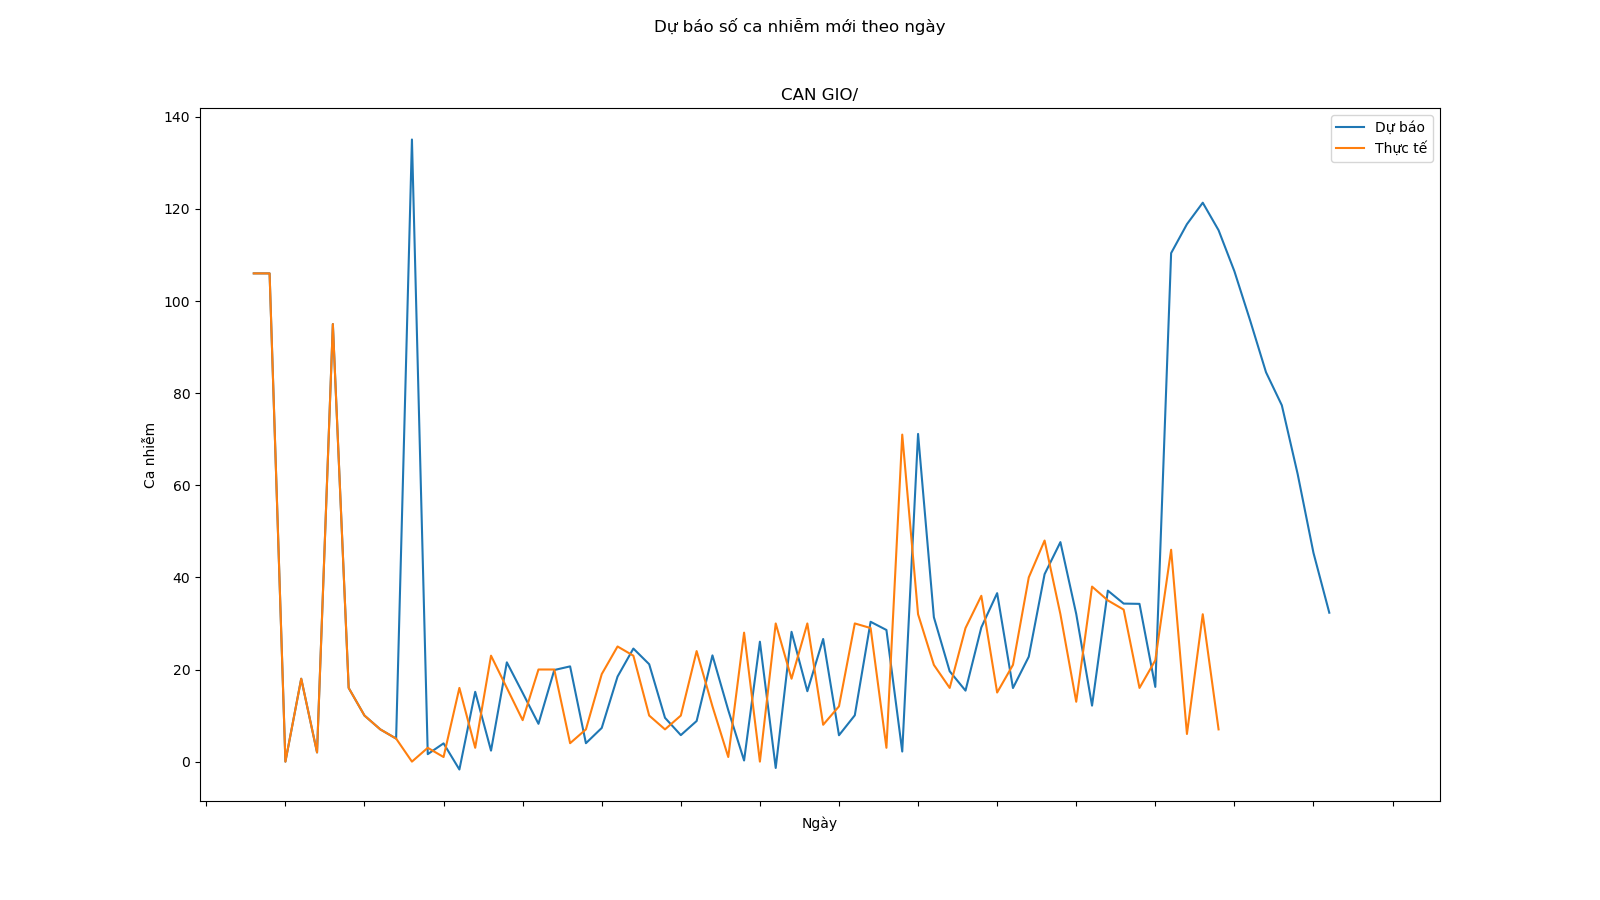 Dự báo số ca nhiễm mới theo ngày
CAN GIO/
140
120
100
80
60
40
20
0
Ca nhiễm
Dự báo
Thực tế
Ngày